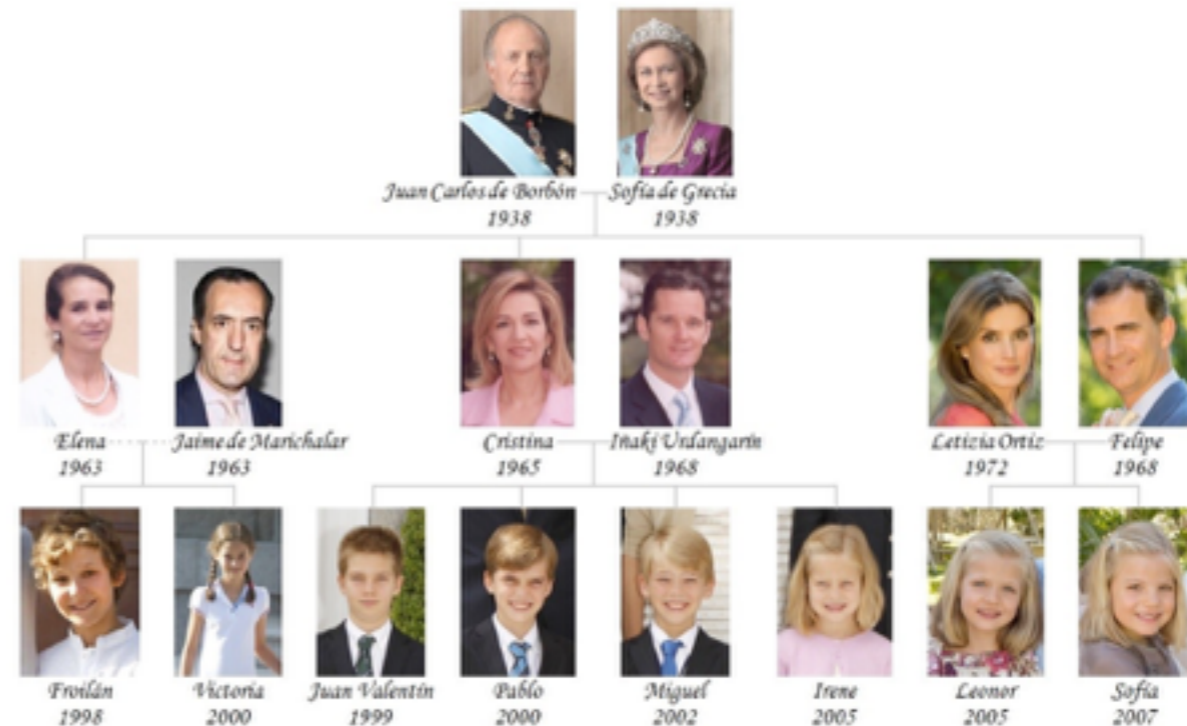 Juan Carlos de Borbón
Sofía de Grecia
1938
1938
Elena
Jaime de Marichalar
Cristina
Iñaki Urdangarín
Letizia Ortiz
Felipe
1963
1963
1965
1968
1972
1968
Froilán
Victoria
Juan Valentín
Pablo
Miguel
Irene
Leonor
Sofía
1998
2000
1999
2000
2002
2005
2005
2007